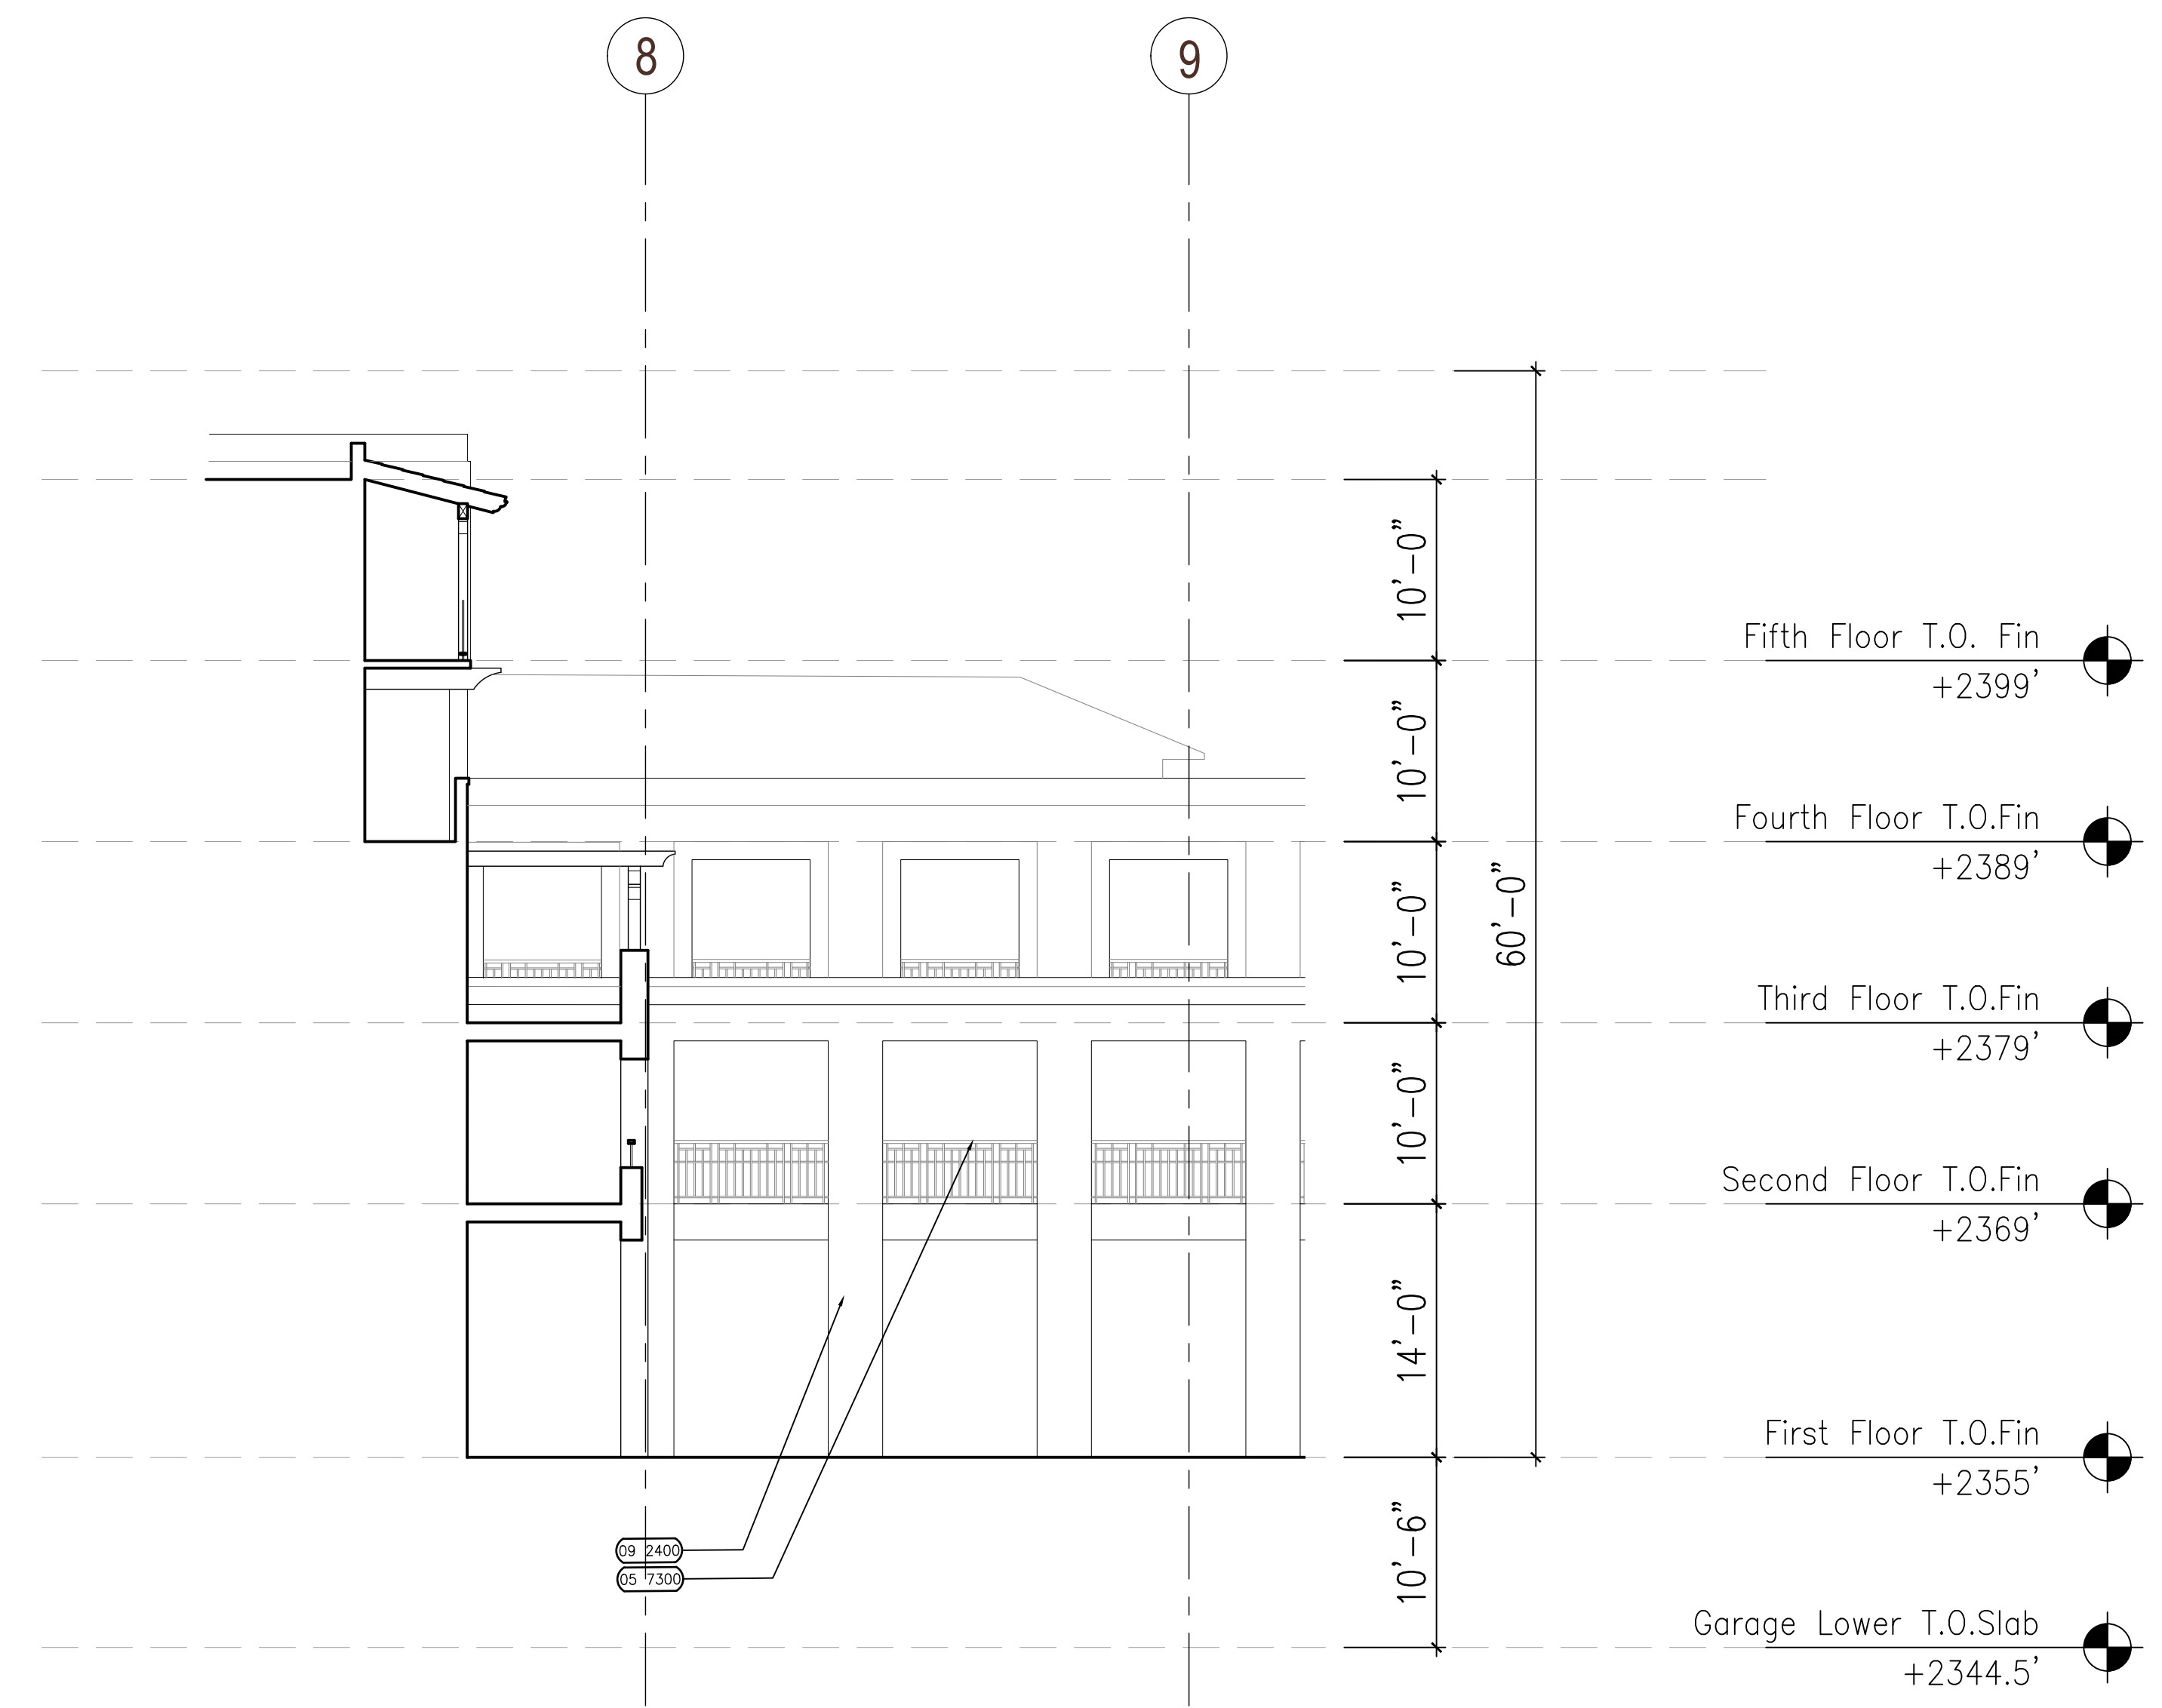 8
9
10'-0"
10'-0"
10'-0"
60'-0"
10'-0"
14'-0"
10'-6"
Fifth Floor T.O. Fin
+2399'
Fourth Floor T.O.Fin
+2389'
Third Floor T.O.Fin
+2379'
Second Floor T.O.Fin
+2369'
First Floor T.O.Fin
+2355'
Garage Lower T.O.Slab
+2344.5'
09 2400
05 7300